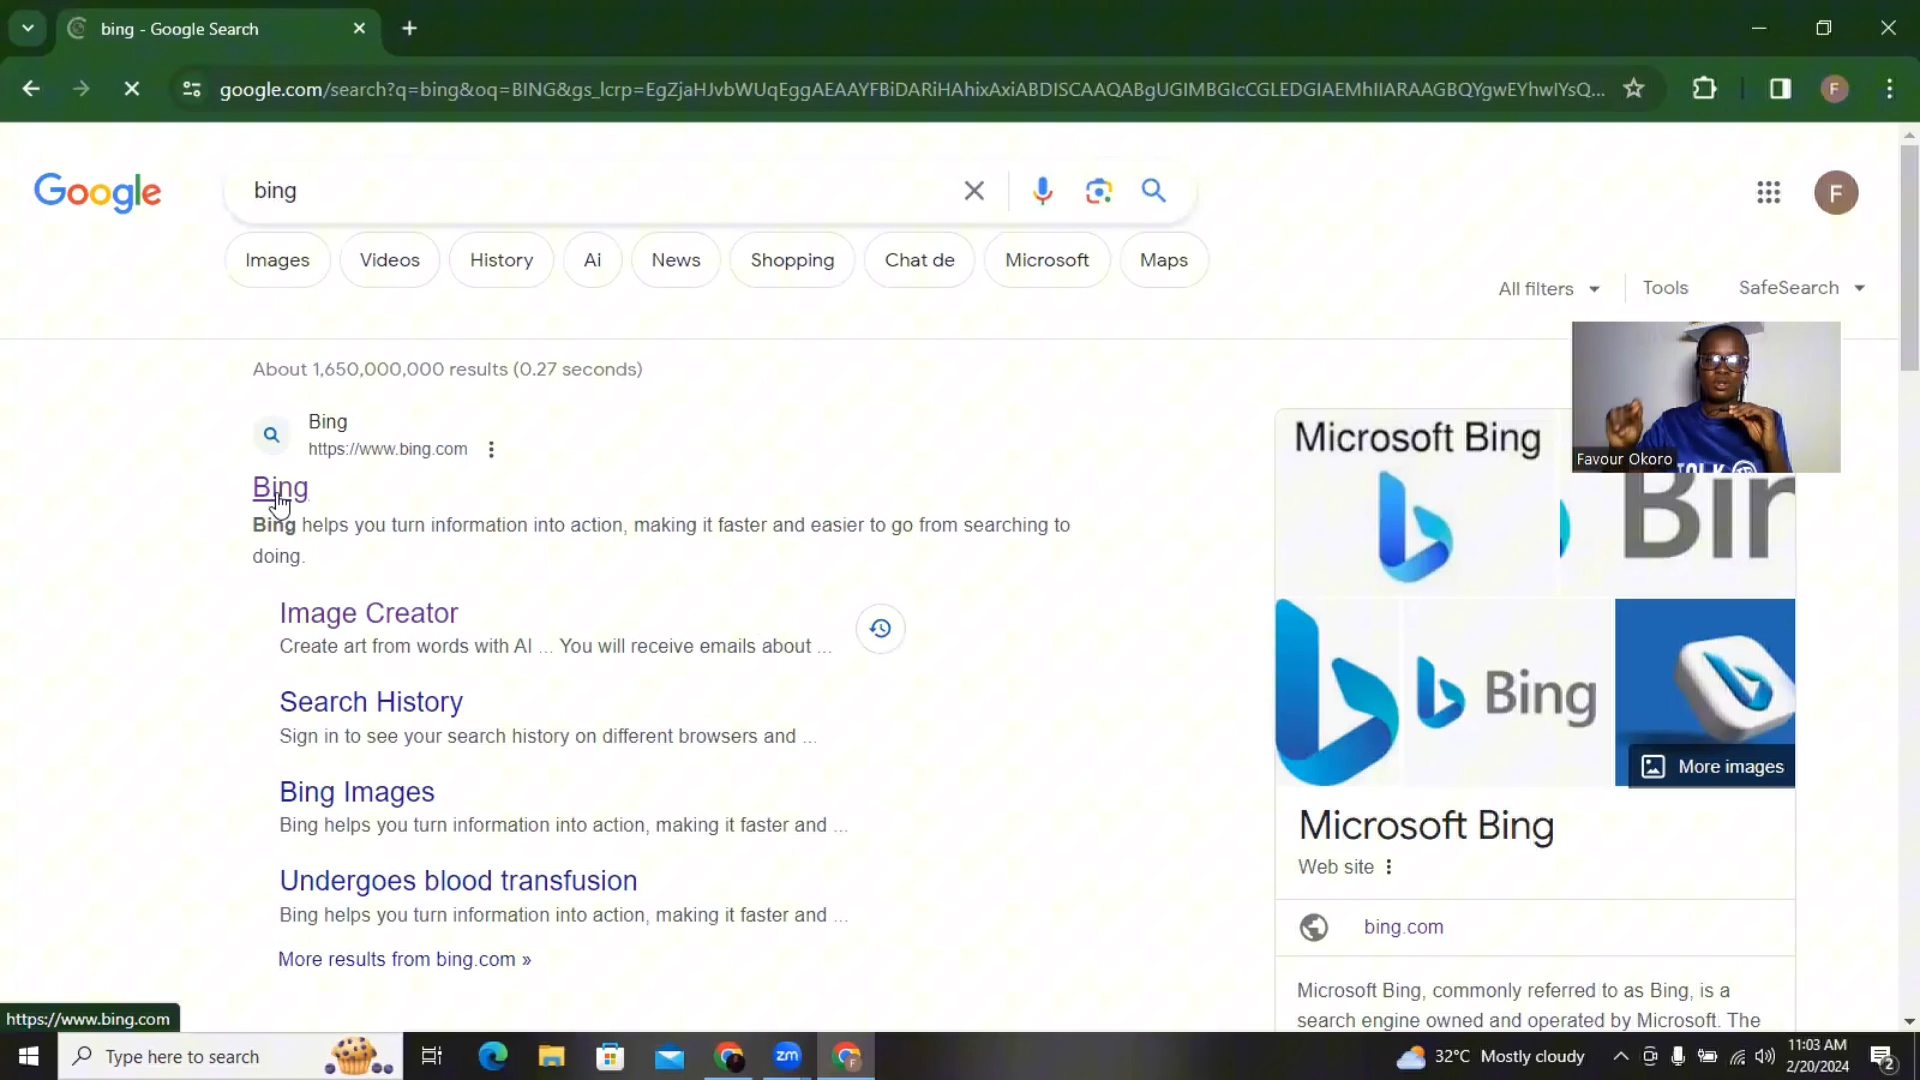 bing - Google Search
google.com/search?q=bing&oq=BING&gs_lcrp=EgZjaHJvbWUqEggAEAAYFBiDARiHAhixAxiABDISCAAQABgUGIMBGIcCGLEDGIAEMhIIARAAGBQYgwEYhwIYsQ...
F
Google
bing
F
Images
Videos
History
Ai
News
Shopping
Chat de
Microsoft
Maps
All filters
Tools
SafeSearch
About 1,650,000,000 results (0.27 seconds)
Bing
https://www.bing.com
Bing
Bing helps you turn information into action, making it faster and easier to go from searching to
doing.
Image Creator
Create art from words with AI ... You will receive emails about ...
Search History
Sign in to see your search history on different browsers and ...
Bing Images
Bing helps you turn information into action, making it faster and ...
Undergoes blood transfusion
Bing helps you turn information into action, making it faster and ...
More results from bing.com »
Favour Okoro
Microsoft Bing
Bin
Bing
More images
Microsoft Bing
Web site
bing.com
Microsoft Bing, commonly referred to as Bing, is a
search engine owned and operated by Microsoft. The
https://www.bing.com
Type here to search
zm
F
32°C Mostly cloudy
11:03 AM
2/20/2024
2